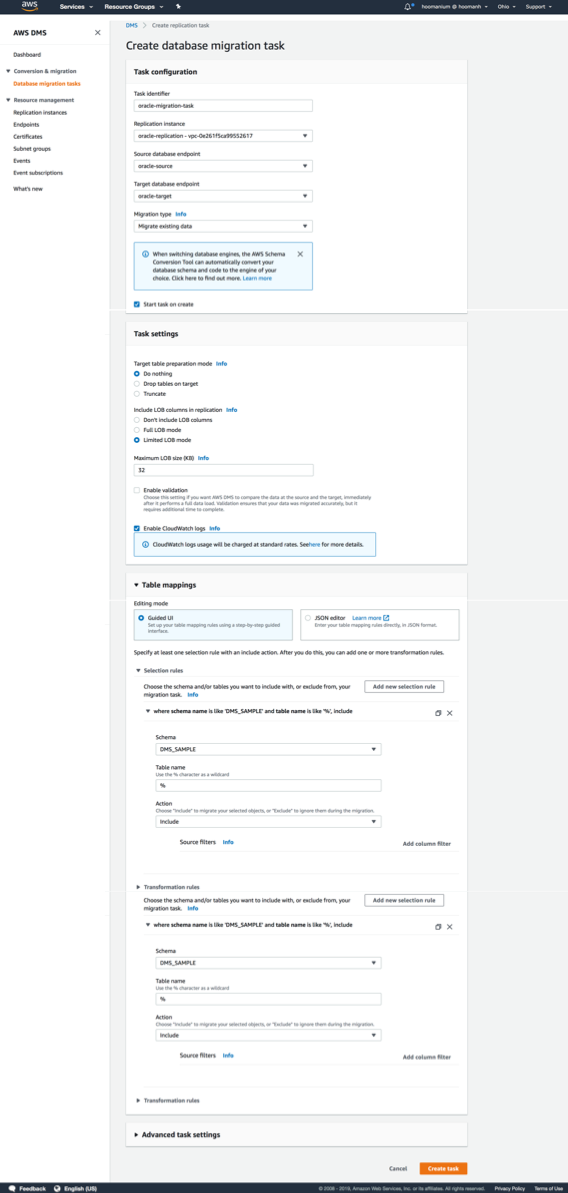 aws
Services
Resource Groups
hoomanium @ hoomanh
Ohio
Support
AWS DMS
Dashboard
Conversion & migration
Database migration tasks
Resource management
Replication instances
Endpoints
Certificates
Subnet groups
Events
Event subscriptions
What's new
DMS > Create replication task
Create database migration task
Task configuration
Task identifier
oracle-migration-task
Replication instance
oracle-replication - vpc-0e261f5ca99552617
Source database endpoint
oracle-source
Target database endpoint
oracle-target
Migration type Info
Migrate existing data
When switching database engines, the AWS Schema
Conversion Tool can automatically convert your
database schema and code to the engine of your
choice. Click here to find out more. Learn more
Start task on create
Task settings
Target table preparation mode Info
Do nothing
Drop tables on target
Truncate
Include LOB columns in replication Info
Don't include LOB columns
Full LOB mode
Limited LOB mode
Maximum LOB size (KB) Info
32
Enable validation
Choose this setting if you want AWS DMS to compare the data at the source and the target, immediately
after it performs a full data load. Validation ensures that your data was migrated accurately, but it
requires additional time to complete.
Enable CloudWatch logs Info
CloudWatch logs usage will be charged at standard rates. Seehere for more details.
Table mappings
Editing mode
Guided UI
Set up your table mapping rules using a step-by-step guided
interface.
JSON editor Learn more
Enter your table mapping rules directly, in JSON format.
Specify at least one selection rule with an include action. After you do this, you can add one or more transformation rules.
Selection rules
Choose the schema and/or tables you want to include with, or exclude from, your
migration task. Info
Add new selection rule
where schema name is like 'DMS_SAMPLE' and table name is like '%', include
Schema
DMS_SAMPLE
Table name
Use the % character as a wildcard
%
Action
Choose "Include" to migrate your selected objects, or "Exclude" to ignore them during the migration.
Include
Source filters Info
Add column filter
Transformation rules
Choose the schema and/or tables you want to include with, or exclude from, your
migration task. Info
Add new selection rule
where schema name is like 'DMS_SAMPLE' and table name is like '%', include
Schema
DMS_SAMPLE
Table name
Use the % character as a wildcard
%
Action
Choose "Include" to migrate your selected objects, or "Exclude" to ignore them during the migration.
Include
Source filters Info
Add column filter
Transformation rules
Advanced task settings
Cancel
Create task
Feedback
English (US)
© 2008 - 2019, Amazon Web Services, Inc. or its affiliates. All rights reserved.
Privacy Policy
Terms of Use